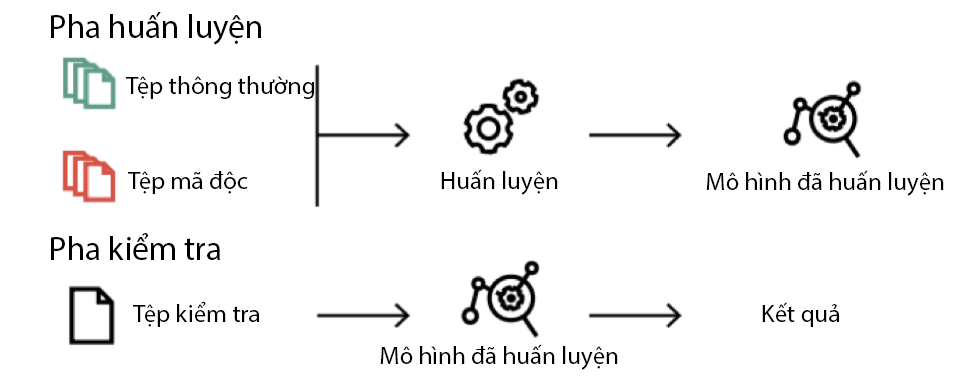 Pha huấn luyện
Tệp thông thường
Tệp mã độc
Huấn luyện
Mô hình đã huấn luyện
Pha kiểm tra
Tệp kiểm tra
Mô hình đã huấn luyện
Kết quả